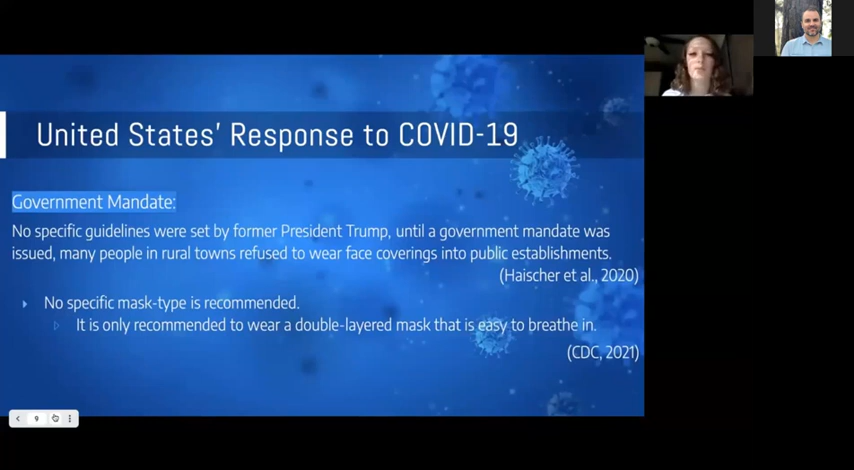 United States' Response to COVID-19
Government Mandate:
No specific guidelines were set by former President Trump, until a government mandate was
issued, many people in rural towns refused to wear face coverings into public establishments.
(Haischer et al., 2020)
No specific mask-type is recommended.
It is only recommended to wear a double-layered mask that is easy to breathe in.
(CDC, 2021)
9